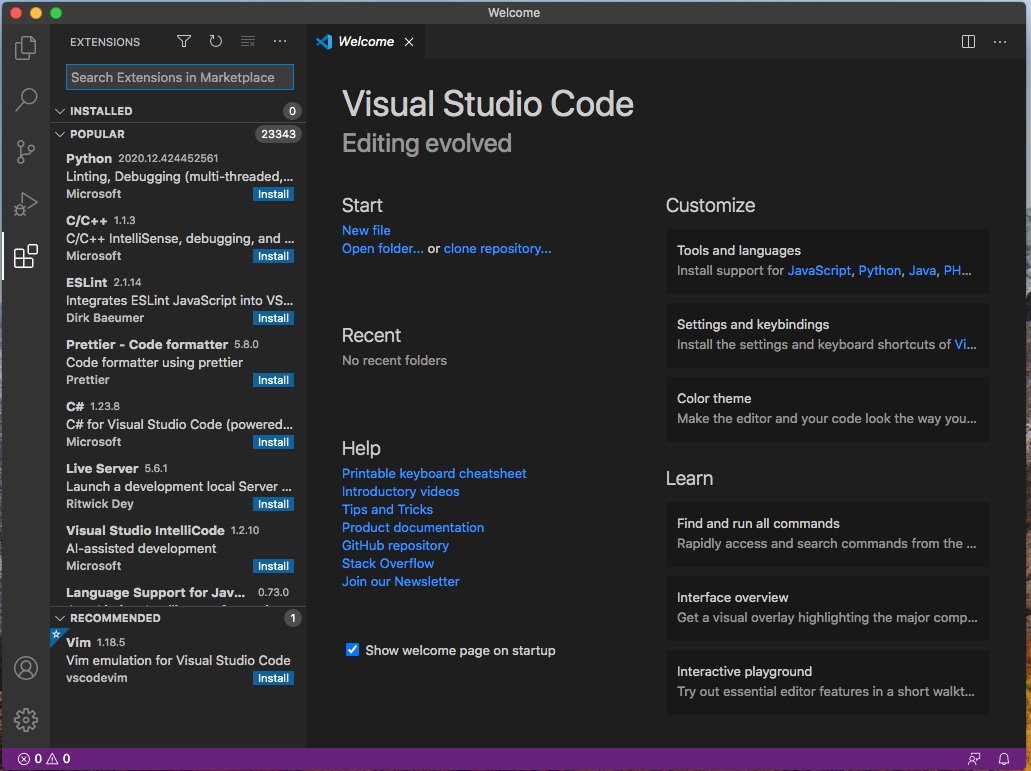 Welcome
EXTENSIONS
Search Extensions in Marketplace
INSTALLED 0
POPULAR 23343
Python 2020.12.424452561
Linting, Debugging (multi-threaded,...
Microsoft Install
C/C++ 1.1.3
C/C++ IntelliSense, debugging, and ...
Microsoft Install
ESLint 2.1.14
Integrates ESLint JavaScript into VS...
Dirk Baeumer Install
Prettier - Code formatter 5.8.0
Code formatter using prettier
Prettier Install
C# 1.23.8
C# for Visual Studio Code (powered...
Microsoft Install
Live Server 5.6.1
Launch a development local Server ...
Ritwick Dey Install
Visual Studio IntelliCode 1.2.10
AI-assisted development
Microsoft Install
Language Support for Jav... 0.73.0
RECOMMENDED 1
Vim 1.18.5
Vim emulation for Visual Studio Code
vscodevim Install
Welcome
Visual Studio Code
Editing evolved
Start
New file
Open folder... or clone repository...
Recent
No recent folders
Help
Printable keyboard cheatsheet
Introductory videos
Tips and Tricks
Product documentation
GitHub repository
Stack Overflow
Join our Newsletter
Show welcome page on startup
Customize
Tools and languages
Install support for JavaScript, Python, Java, PH...
Settings and keybindings
Install the settings and keyboard shortcuts of Vi...
Color theme
Make the editor and your code look the way you...
Learn
Find and run all commands
Rapidly access and search commands from the ...
Interface overview
Get a visual overlay highlighting the major comp...
Interactive playground
Try out essential editor features in a short walkt...
0 0